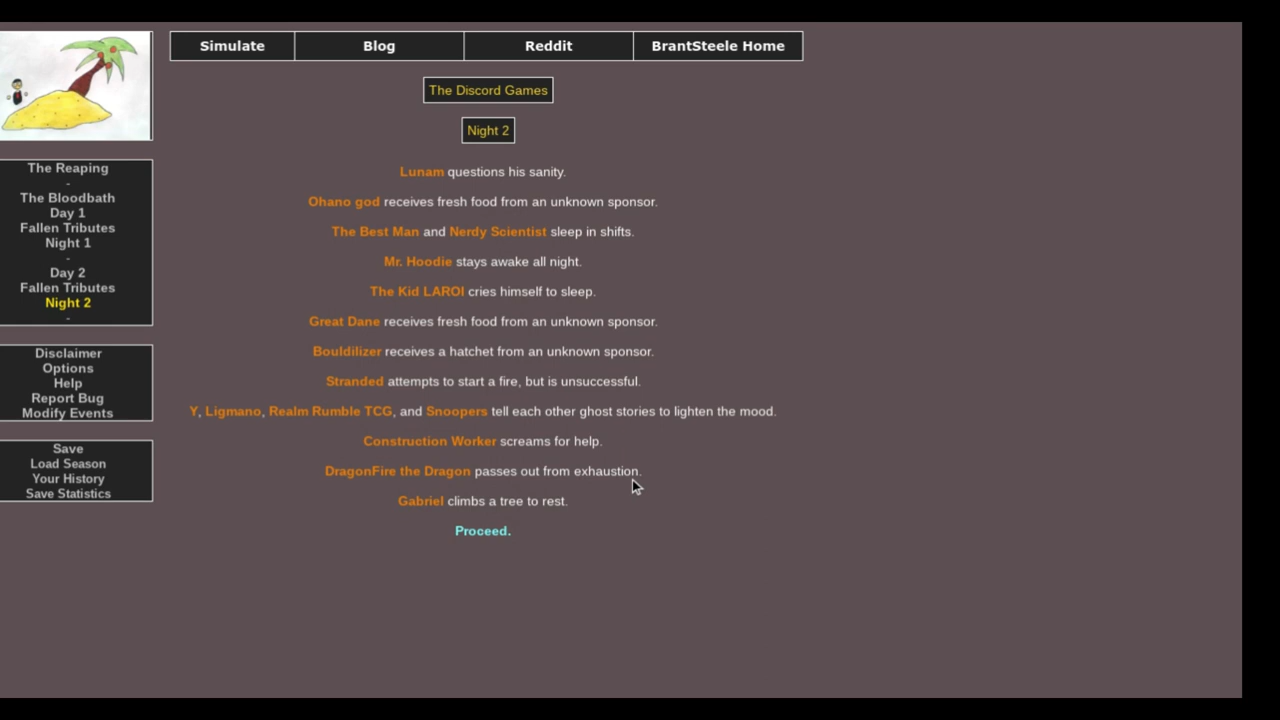 Simulate
Blog
Reddit
BrantSteele Home
The Discord Games
Night 2
The Reaping
-
The Bloodbath
Day 1
Fallen Tributes
Night 1
-
Day 2
Fallen Tributes
Night 2
-
Disclaimer
Options
Help
Report Bug
Modify Events
Save
Load Season
Your History
Save Statistics
Lunam questions his sanity.
Ohano god receives fresh food from an unknown sponsor.
The Best Man and Nerdy Scientist sleep in shifts.
Mr. Hoodie stays awake all night.
The Kid LAROI cries himself to sleep.
Great Dane receives fresh food from an unknown sponsor.
Bouldilizer receives a hatchet from an unknown sponsor.
Stranded attempts to start a fire, but is unsuccessful.
Y, Ligmano, Realm Rumble TCG, and Snoopers tell each other ghost stories to lighten the mood.
Construction Worker screams for help.
DragonFire the Dragon passes out from exhaustion.
Gabriel climbs a tree to rest.
Proceed.